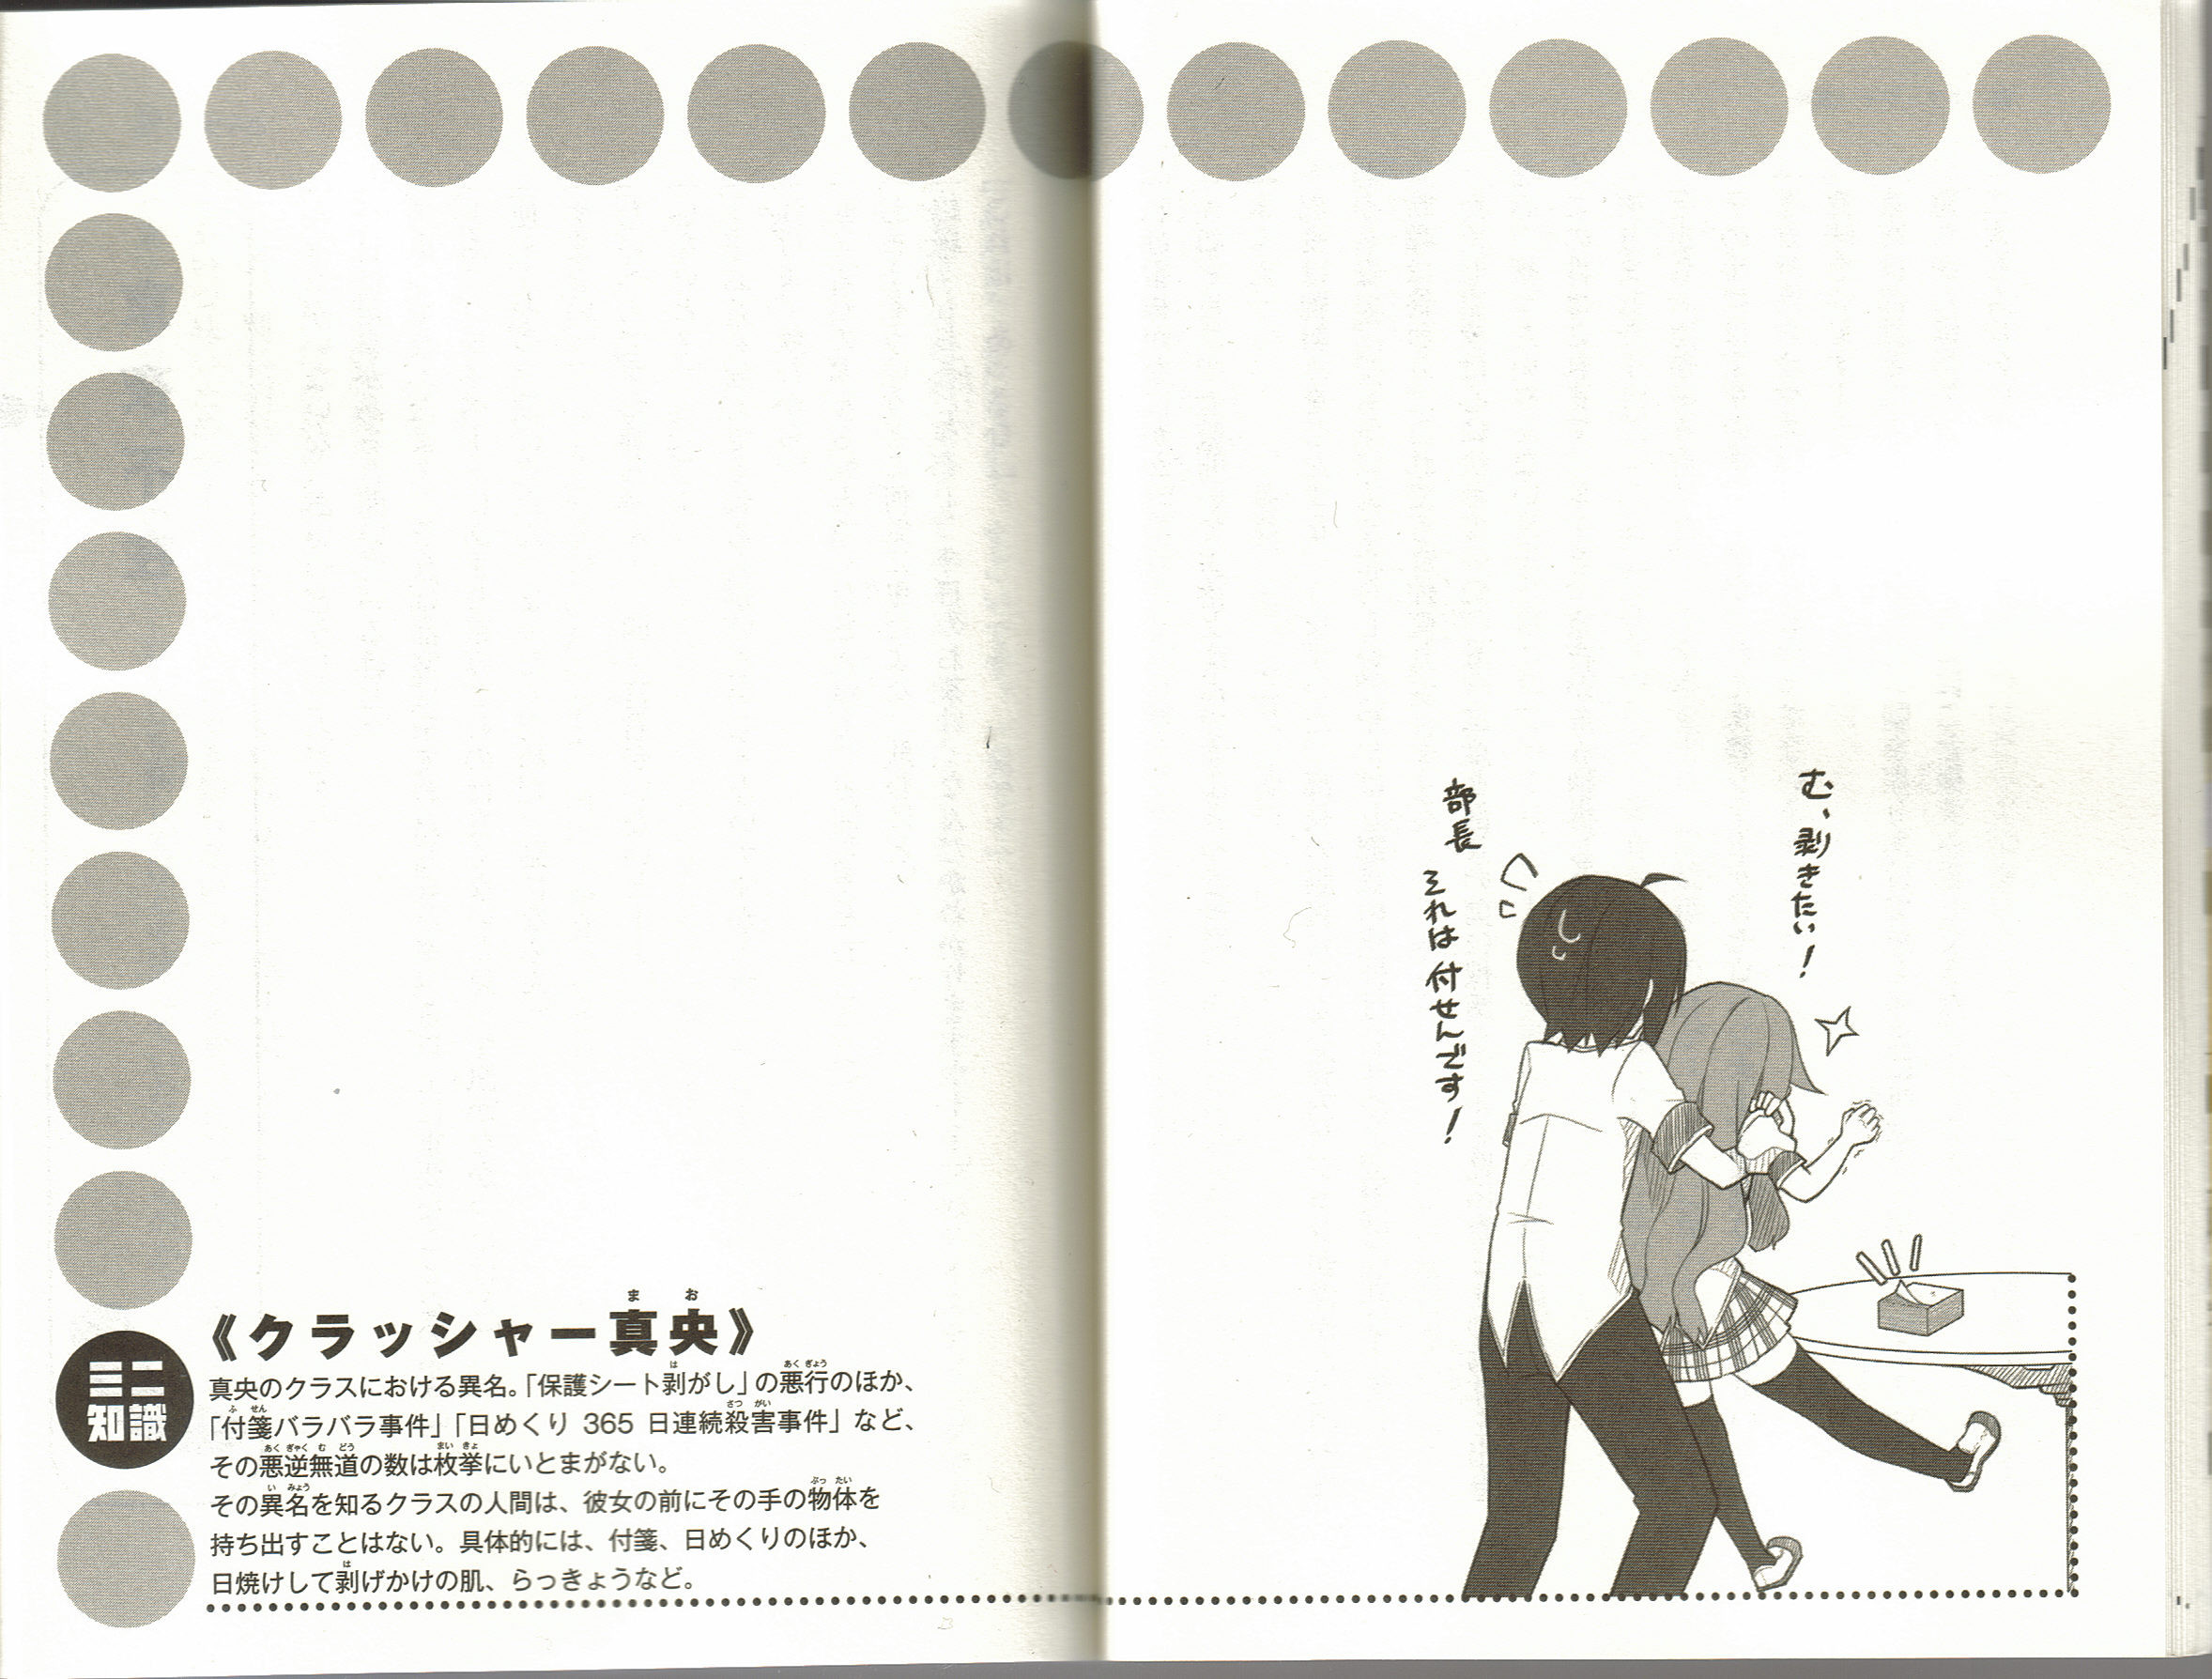 む、剥きたい！
部長
それは付せんです！
《クラッシャー真央》
ミニ
知識
真央のクラスにおける異名。「保護シート剥がし」の悪行のほか、
「付箋バラバラ事件」「日めくり 365 日連続殺害事件」など、
その悪逆無道の数は枚挙にいとまがない。
その異名を知るクラスの人間は、彼女の前にその手の物体を
持ち出すことはない。具体的には、付箋、日めくりのほか、
日焼けして剥げかけの肌、らっきょうなど。